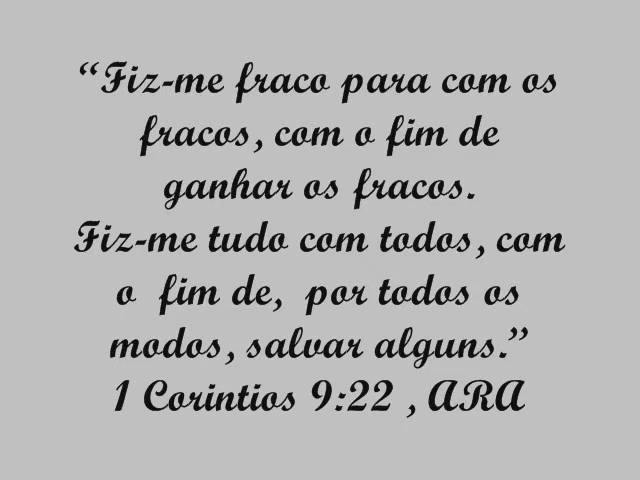 “Fiz-me fraco para com os
fracos, com o fim de
ganhar os fracos.
Fiz-me tudo com todos, com
o fim de, por todos os
modos, salvar alguns.”
1 Corintios 9:22 , ARA